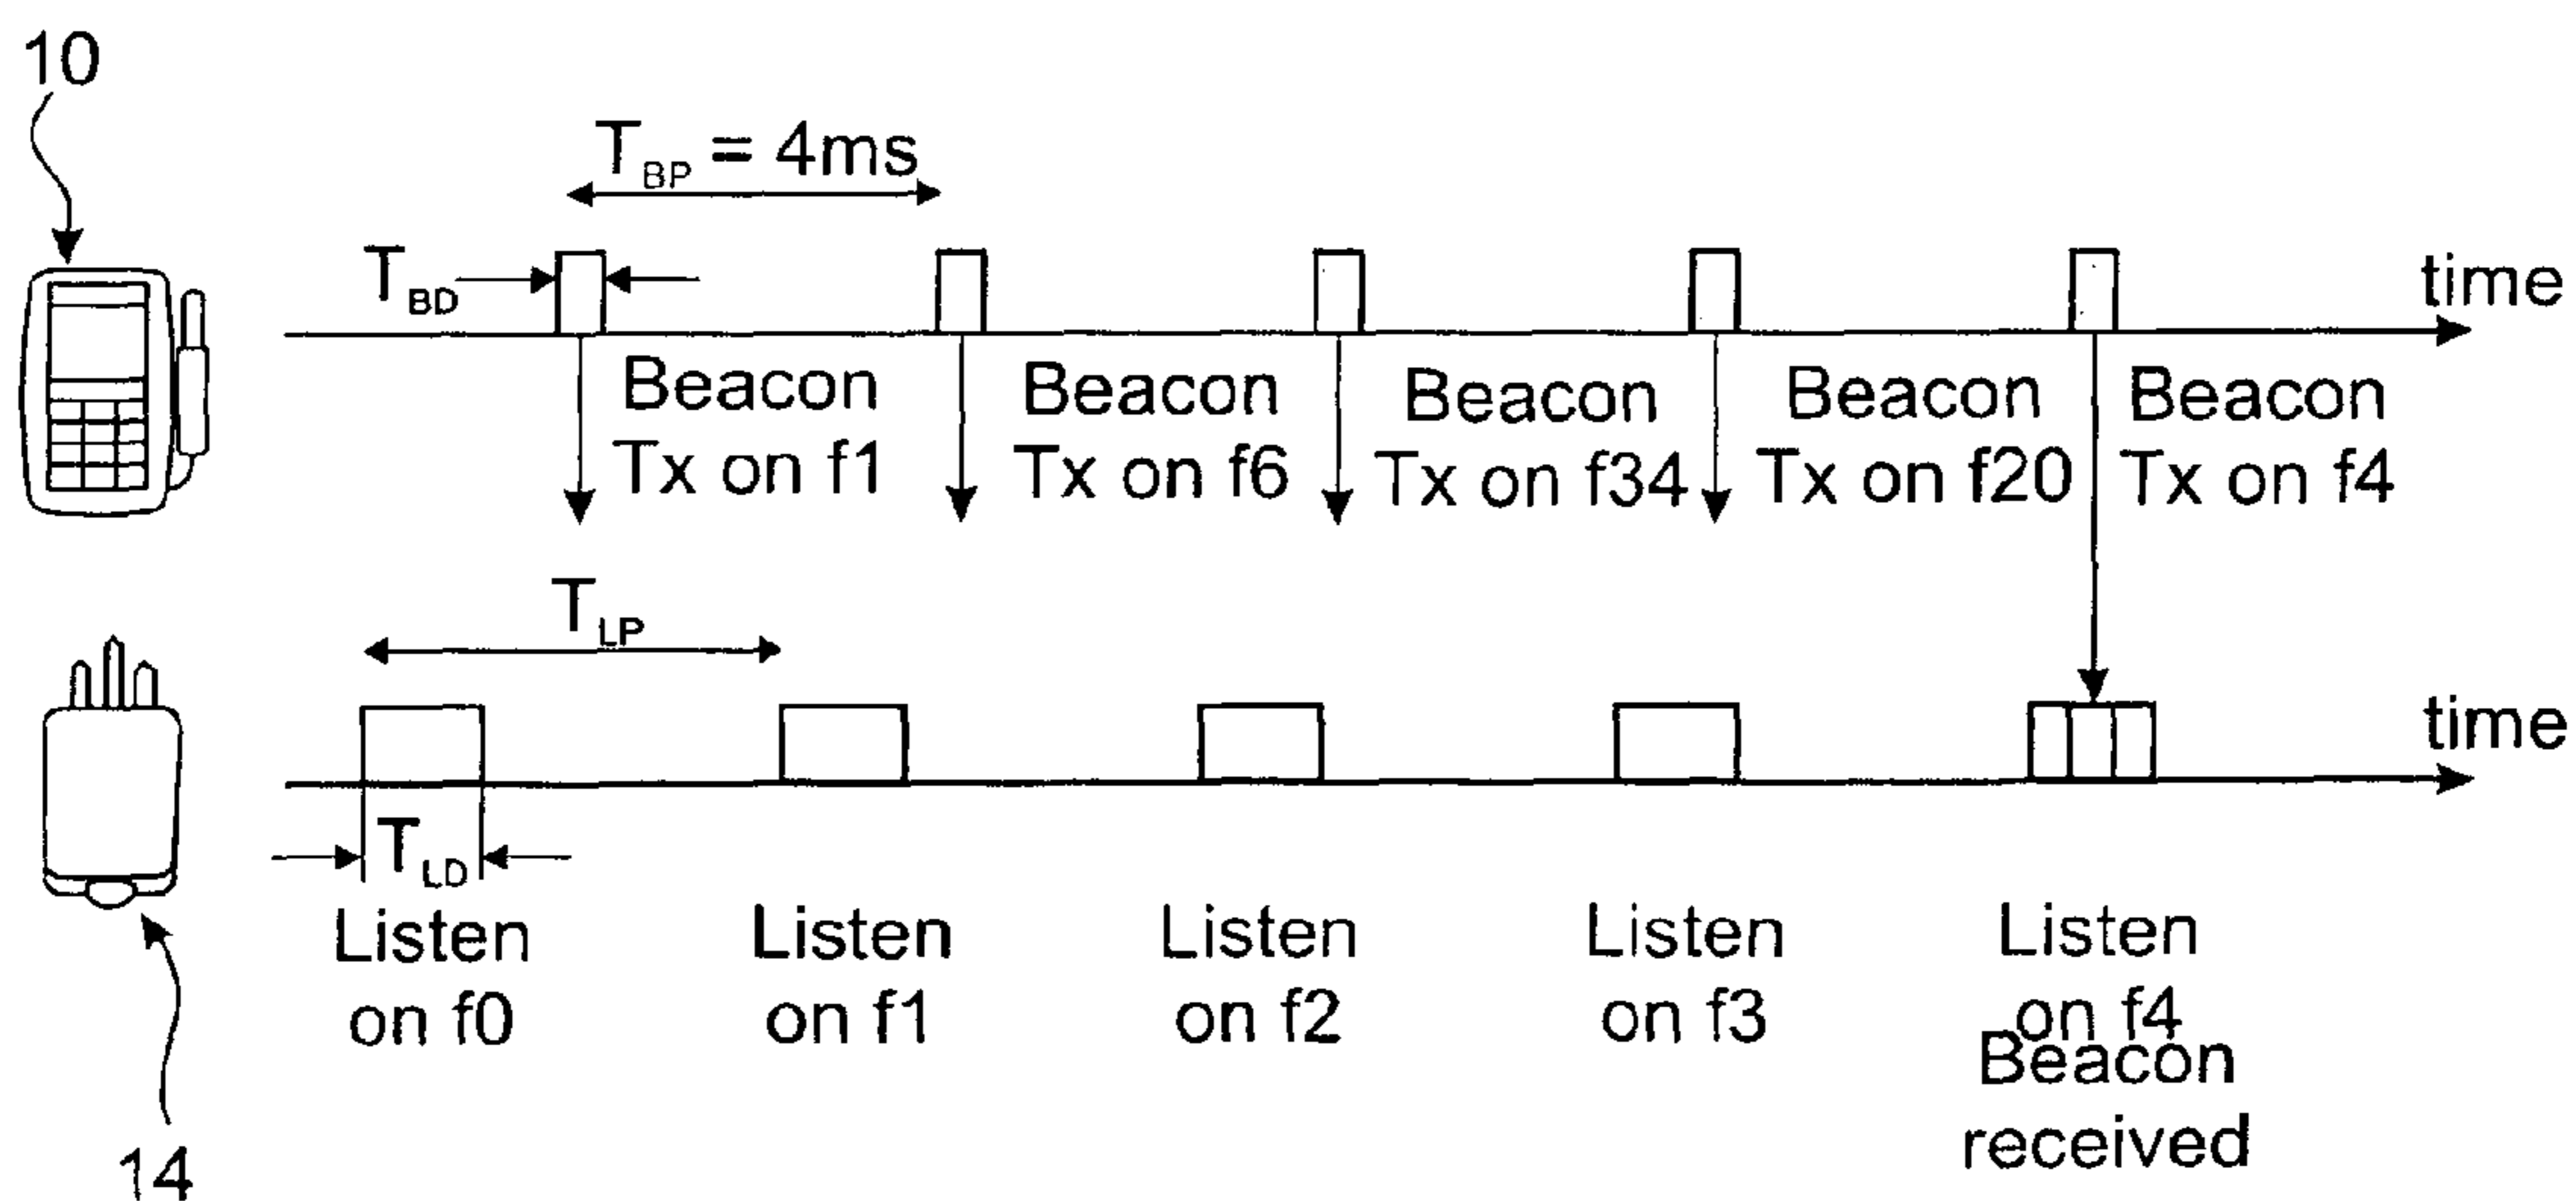 10
T_BP = 4ms
T_BD
time
Beacon
Tx on f1
Beacon
Tx on f6
Beacon
Tx on f34
Beacon
Tx on f20
Beacon
Tx on f4
T_LP
time
T_LD
Listen
on f0
Listen
on f1
Listen
on f2
Listen
on f3
Listen
on f4
Beacon
received
14